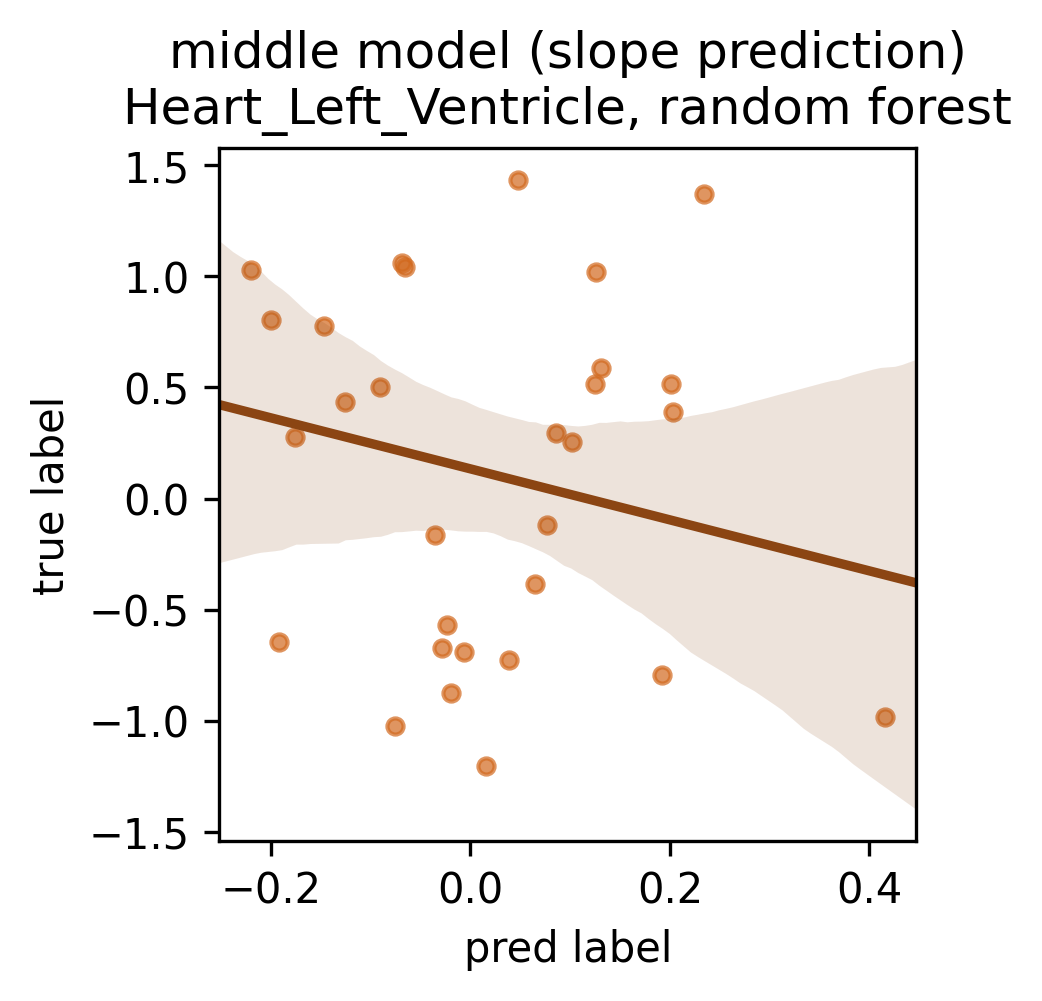 middle model (slope prediction)
Heart_Left_Ventricle, random forest
1.5
1.0
0.5
0.0
−0.5
−1.0
−1.5
true label
−0.2
0.0
0.2
0.4
pred label